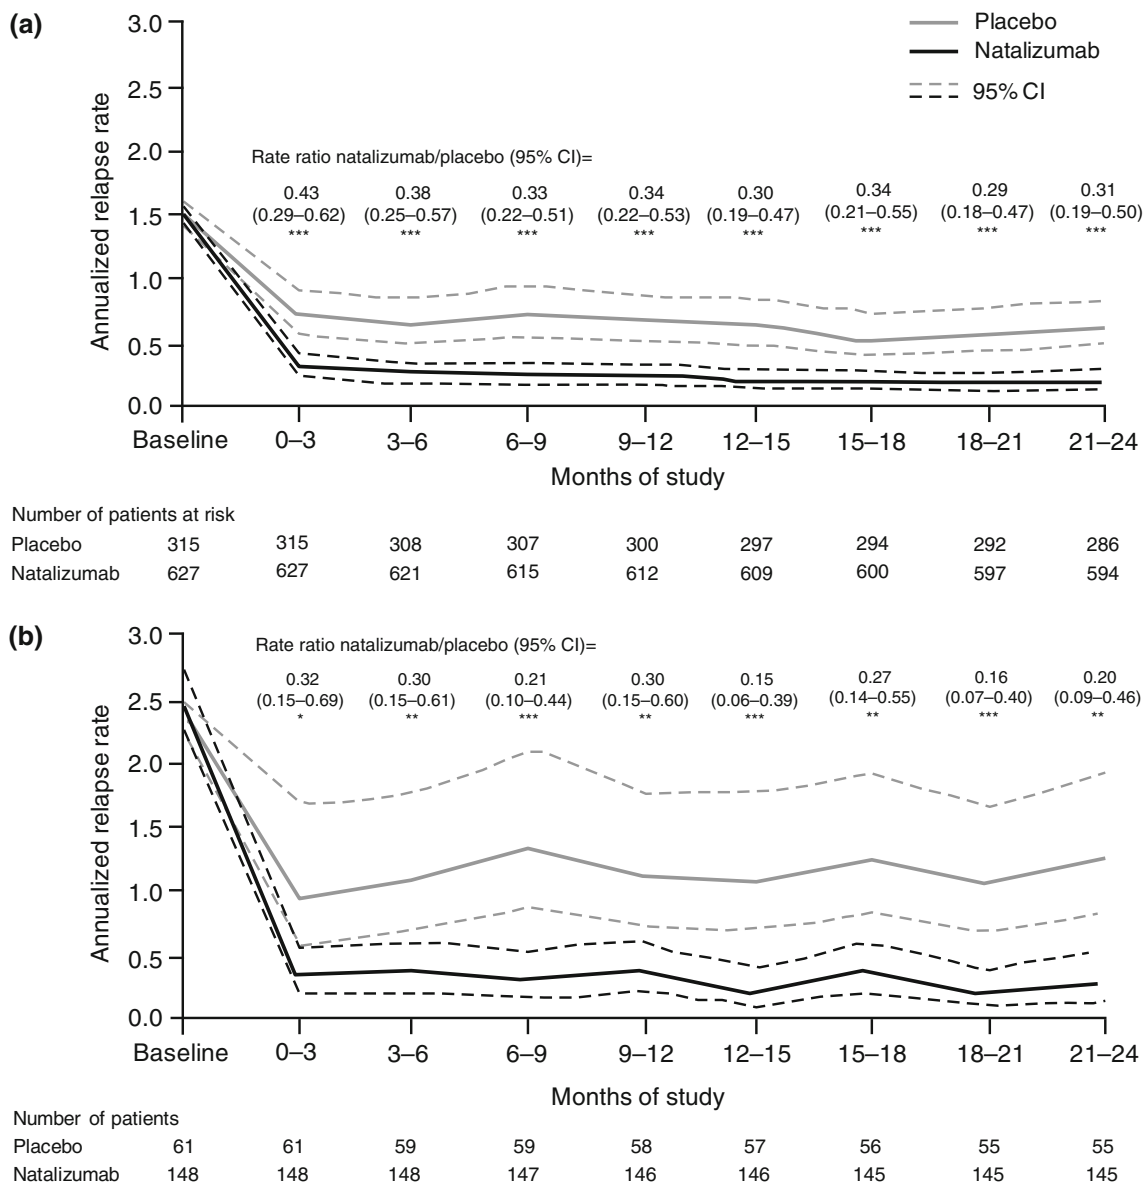 (a)
Placebo
Natalizumab
95% CI
Annualized relapse rate
3.0
2.5
2.0
1.5
1.0
0.5
0.0
Rate ratio natalizumab/placebo (95% CI)=
0.43 0.38 0.33 0.34 0.30 0.34 0.29 0.31
(0.29–0.62) (0.25–0.57) (0.22–0.51) (0.22–0.53) (0.19–0.47) (0.21–0.55) (0.18–0.47) (0.19–0.50)
*** *** *** *** *** *** *** ***
Baseline 0–3 3–6 6–9 9–12 12–15 15–18 18–21 21–24
Months of study
Number of patients at risk
Placebo 315 315 308 307 300 297 294 292 286
Natalizumab 627 627 621 615 612 609 600 597 594
(b)
Annualized relapse rate
3.0
2.5
2.0
1.5
1.0
0.5
0.0
Rate ratio natalizumab/placebo (95% CI)=
0.32 0.30 0.21 0.30 0.15 0.27 0.16 0.20
(0.15–0.69) (0.15–0.61) (0.10–0.44) (0.15–0.60) (0.06–0.39) (0.14–0.55) (0.07–0.40) (0.09–0.46)
* ** *** ** *** ** *** **
Baseline 0–3 3–6 6–9 9–12 12–15 15–18 18–21 21–24
Months of study
Number of patients
Placebo 61 61 59 59 58 57 56 55 55
Natalizumab 148 148 148 147 146 146 145 145 145